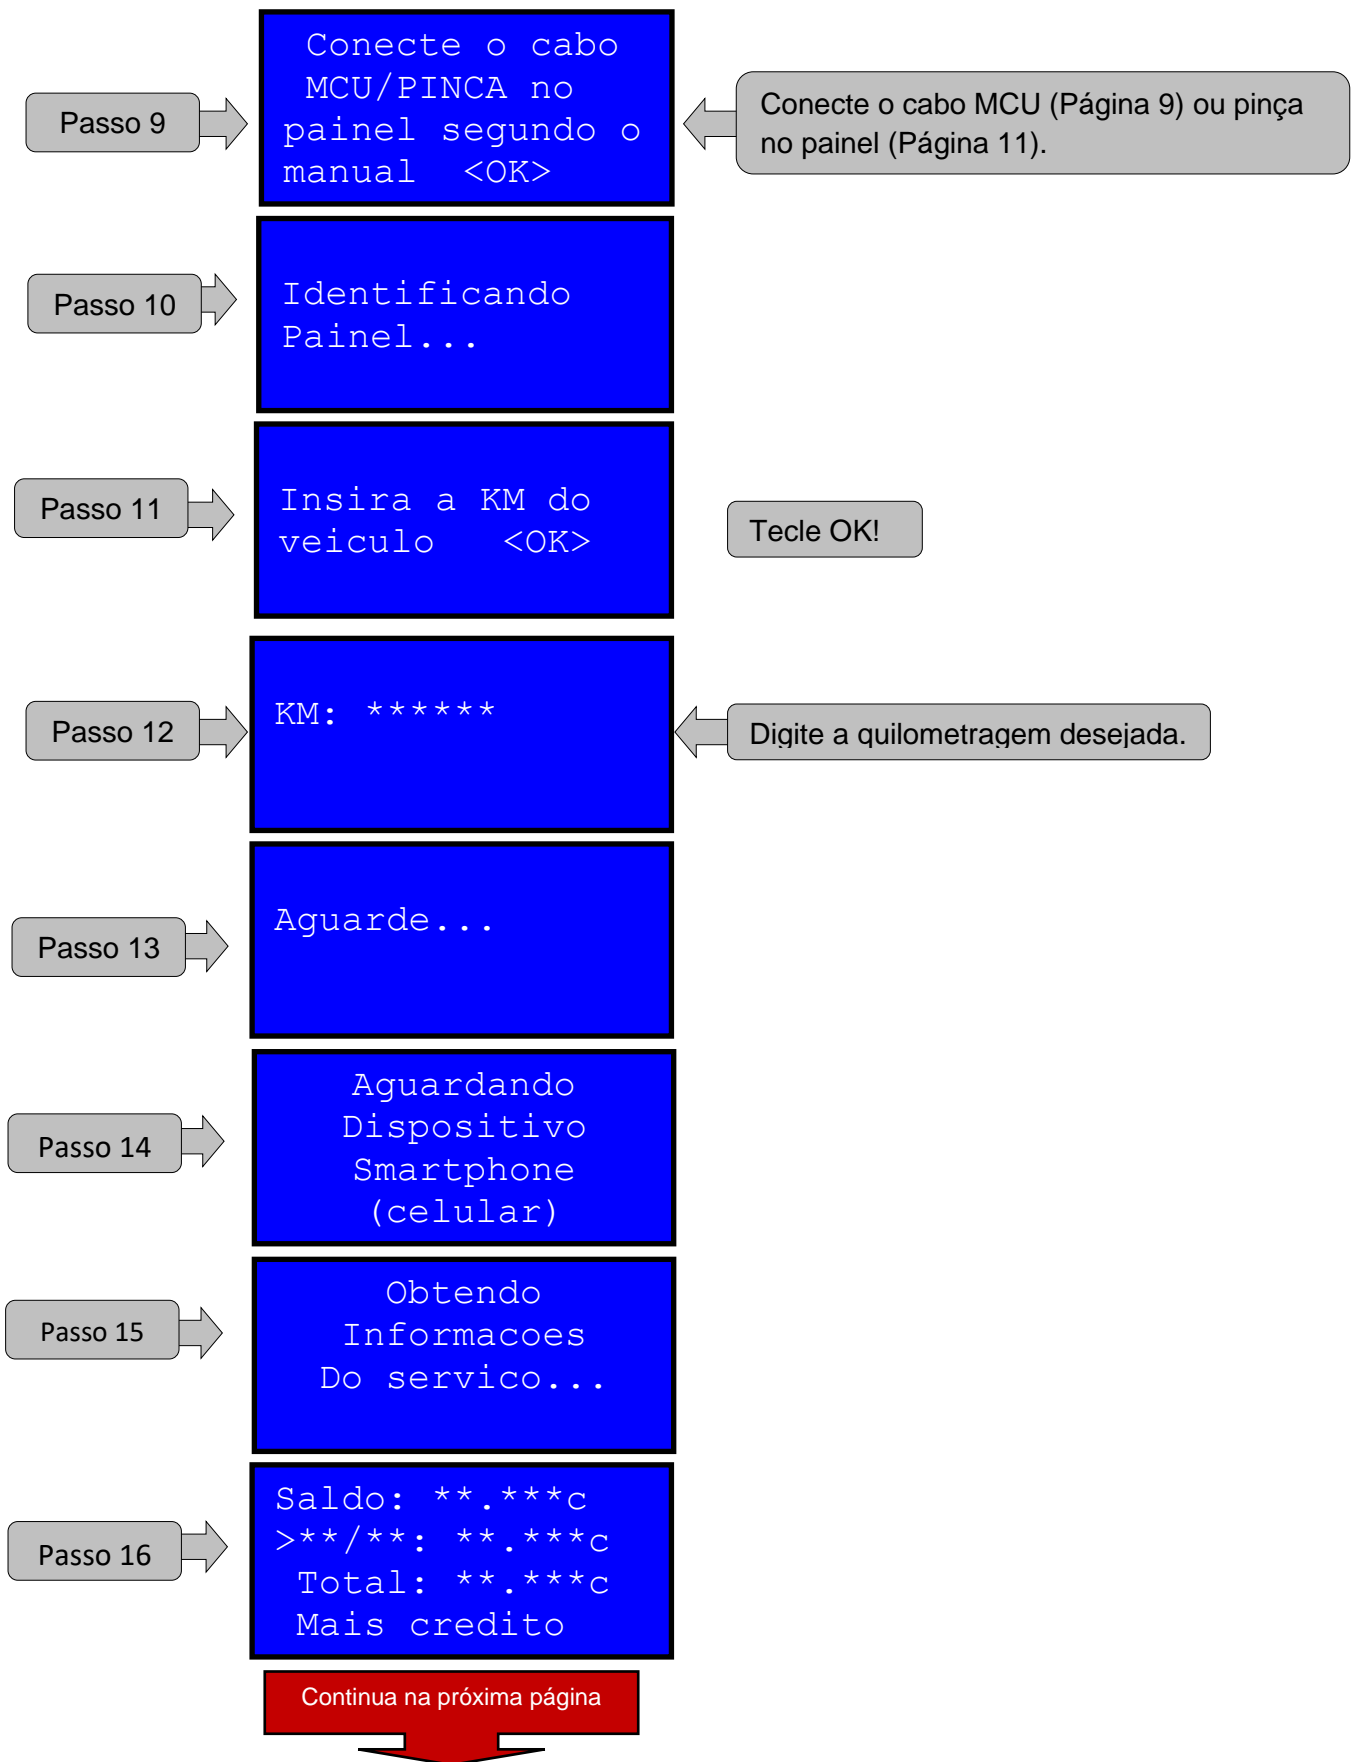 Passo 9
Conecte o cabo
MCU/PINCA no
painel segundo o
manual <OK>
Conecte o cabo MCU (Página 9) ou pinça
no painel (Página 11).
Passo 10
Identificando
Painel...
Passo 11
Insira a KM do
veiculo <OK>
Tecle OK!
Passo 12
KM: ******
Digite a quilometragem desejada.
Passo 13
Aguarde...
Passo 14
Aguardando
Dispositivo
Smartphone
(celular)
Passo 15
Obtendo
Informacoes
Do servico...
Passo 16
Saldo: **.***c
>**/**: **.***c
Total: **.***c
Mais credito
Continua na próxima página